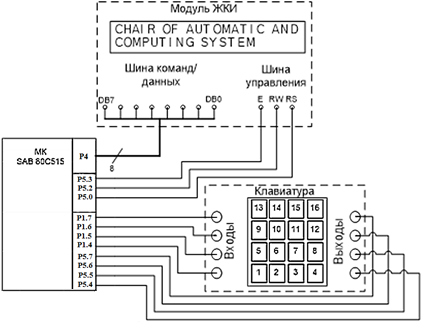 Модуль ЖКИ
CHAIR OF AUTOMATIC AND
COMPUTING SYSTEM
Шина команд/
данных
Шина
управления
DB7
DB0
E RW RS
МК
SAB 80C515
P4
8
P5.3
P5.2
P5.0
P1.7
P1.6
P1.5
P1.4
P5.7
P5.6
P5.5
P5.4
Клавиатура
Входы
13 14 15 16
9 10 11 12
5 6 7 8
1 2 3 4
Выходы